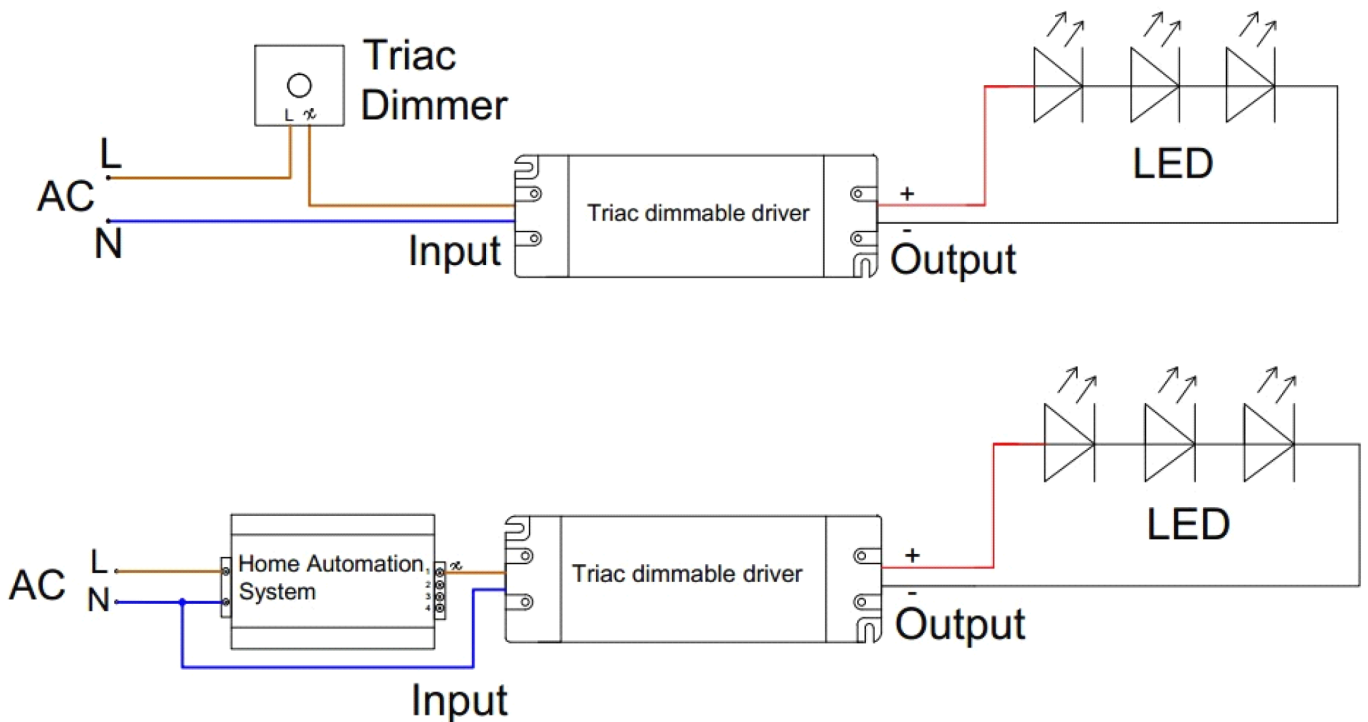 Triac
Dimmer
L
L
AC
N
Input
Triac dimmable driver
+
-
Output
LED
AC
L
N
Home Automation
System
1
2
3
4
Input
Triac dimmable driver
+
-
Output
LED